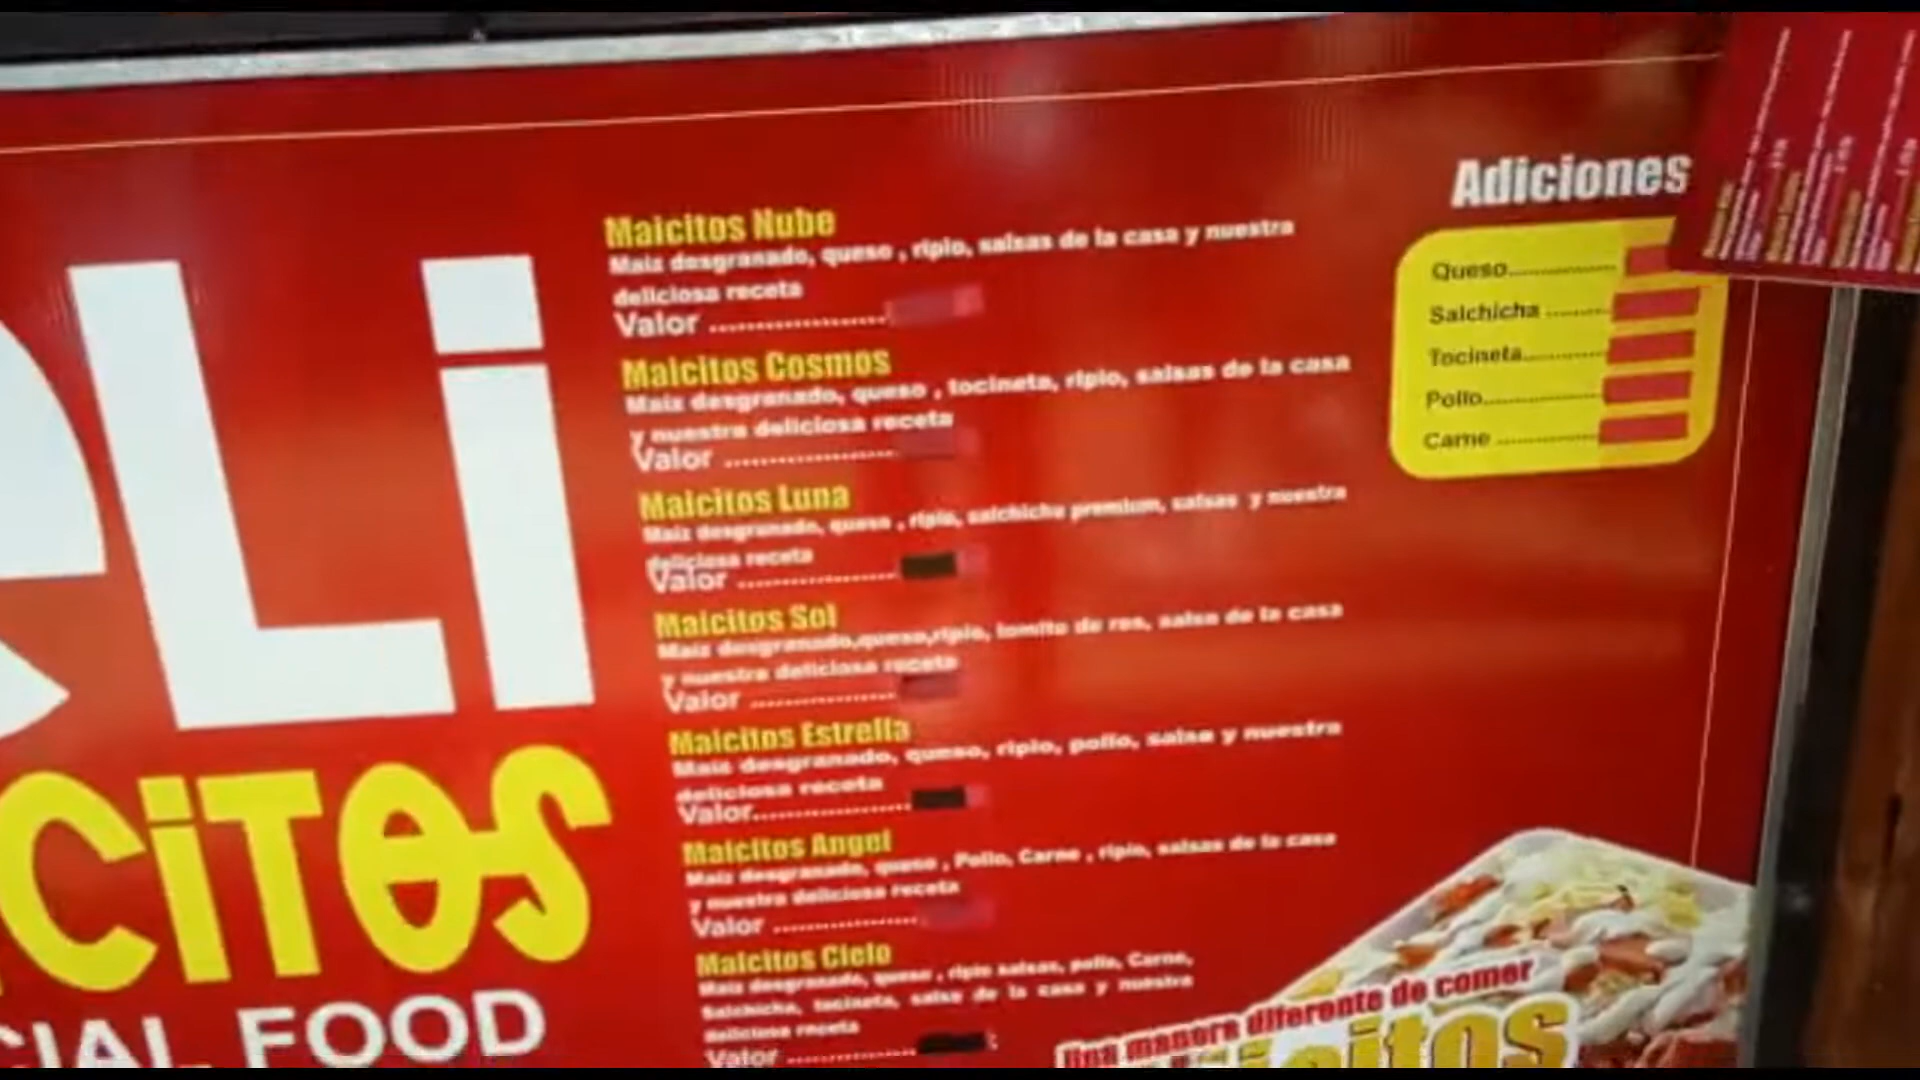 LI
CiTOS
CIAL FOOD
Maicitos Nube
Maiz desgranado, queso , ripio, salsas de la casa y nuestra
deliciosa receta
Valor ....................
Maicitos Cosmos
Maiz desgranado, queso , tocineta, ripio, salsas de la casa
y nuestra deliciosa receta
Valor ...................
Maicitos Luna
Maiz desgranado, queso , ripio, salchicha premium, salsas y nuestra
deliciosa receta
Valor ..................
Maicitos Sol
Maiz desgranado,queso,ripio, lomito de res, salsa de la casa
y nuestra deliciosa receta
Valor ................
Maicitos Estrella
Maiz desgranado, queso, ripio, pollo, salsa y nuestra
deliciosa receta
Valor..................
Maicitos Angel
Maiz desgranado, queso , Pollo, Carne , ripio, salsas de la casa
y nuestra deliciosa receta
Valor ................
Maicitos Cielo
Maiz desgranado, queso , ripio salsas, pollo, Carne,
Salchicha, tocineta, salsa de la casa y nuestra
deliciosa receta
Valor ..............
Adiciones
Queso................
Salchicha .........
Tocineta............
Pollo.................
Carne ...............
Una manera diferente de comer
icitos